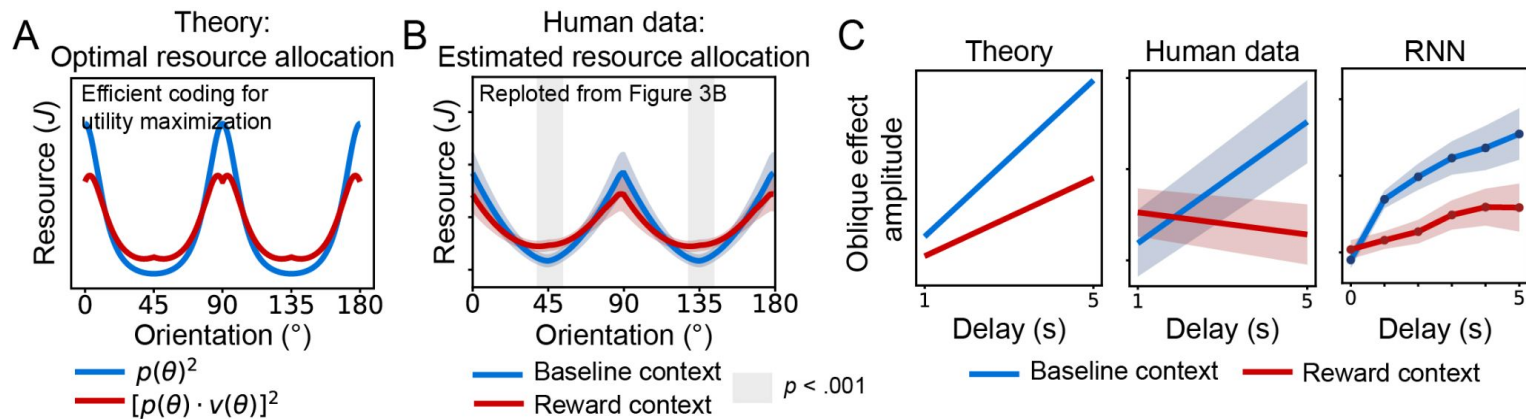 A
Theory:
Optimal resource allocation
Efficient coding for
utility maximization
Resource (J)
0 45 90 135 180
Orientation (°)
p(θ)²
[p(θ) · v(θ)]²
B
Human data:
Estimated resource allocation
Reploted from Figure 3B
Resource (J)
0 45 90 135 180
Orientation (°)
Baseline context
Reward context
p < .001
C
Oblique effect
amplitude
Theory
1 5
Delay (s)
Human data
1 5
Delay (s)
RNN
0 5
Delay (s)
Baseline context
Reward context